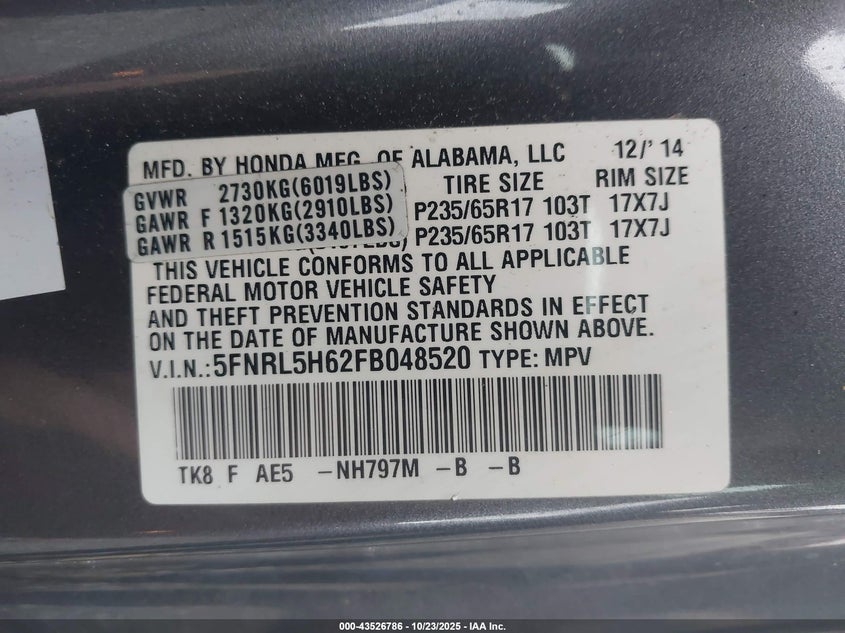 MFD. BY HONDA MFG. OF ALABAMA, LLC 12/'14
TIRE SIZE RIM SIZE
GVWR 2730KG(6019LBS)
GAWR F 1320KG(2910LBS) P235/65R17 103T 17X7J
GAWR R 1515KG(3340LBS) P235/65R17 103T 17X7J
THIS VEHICLE CONFORMS TO ALL APPLICABLE
FEDERAL MOTOR VEHICLE SAFETY
AND THEFT PREVENTION STANDARDS IN EFFECT
ON THE DATE OF MANUFACTURE SHOWN ABOVE.
V.I.N.:5FNRL5H62FB048520 TYPE: MPV
TK8 F AE5 -NH797M -B -B
000-43526786 - 10/23/2025 - IAA Inc.